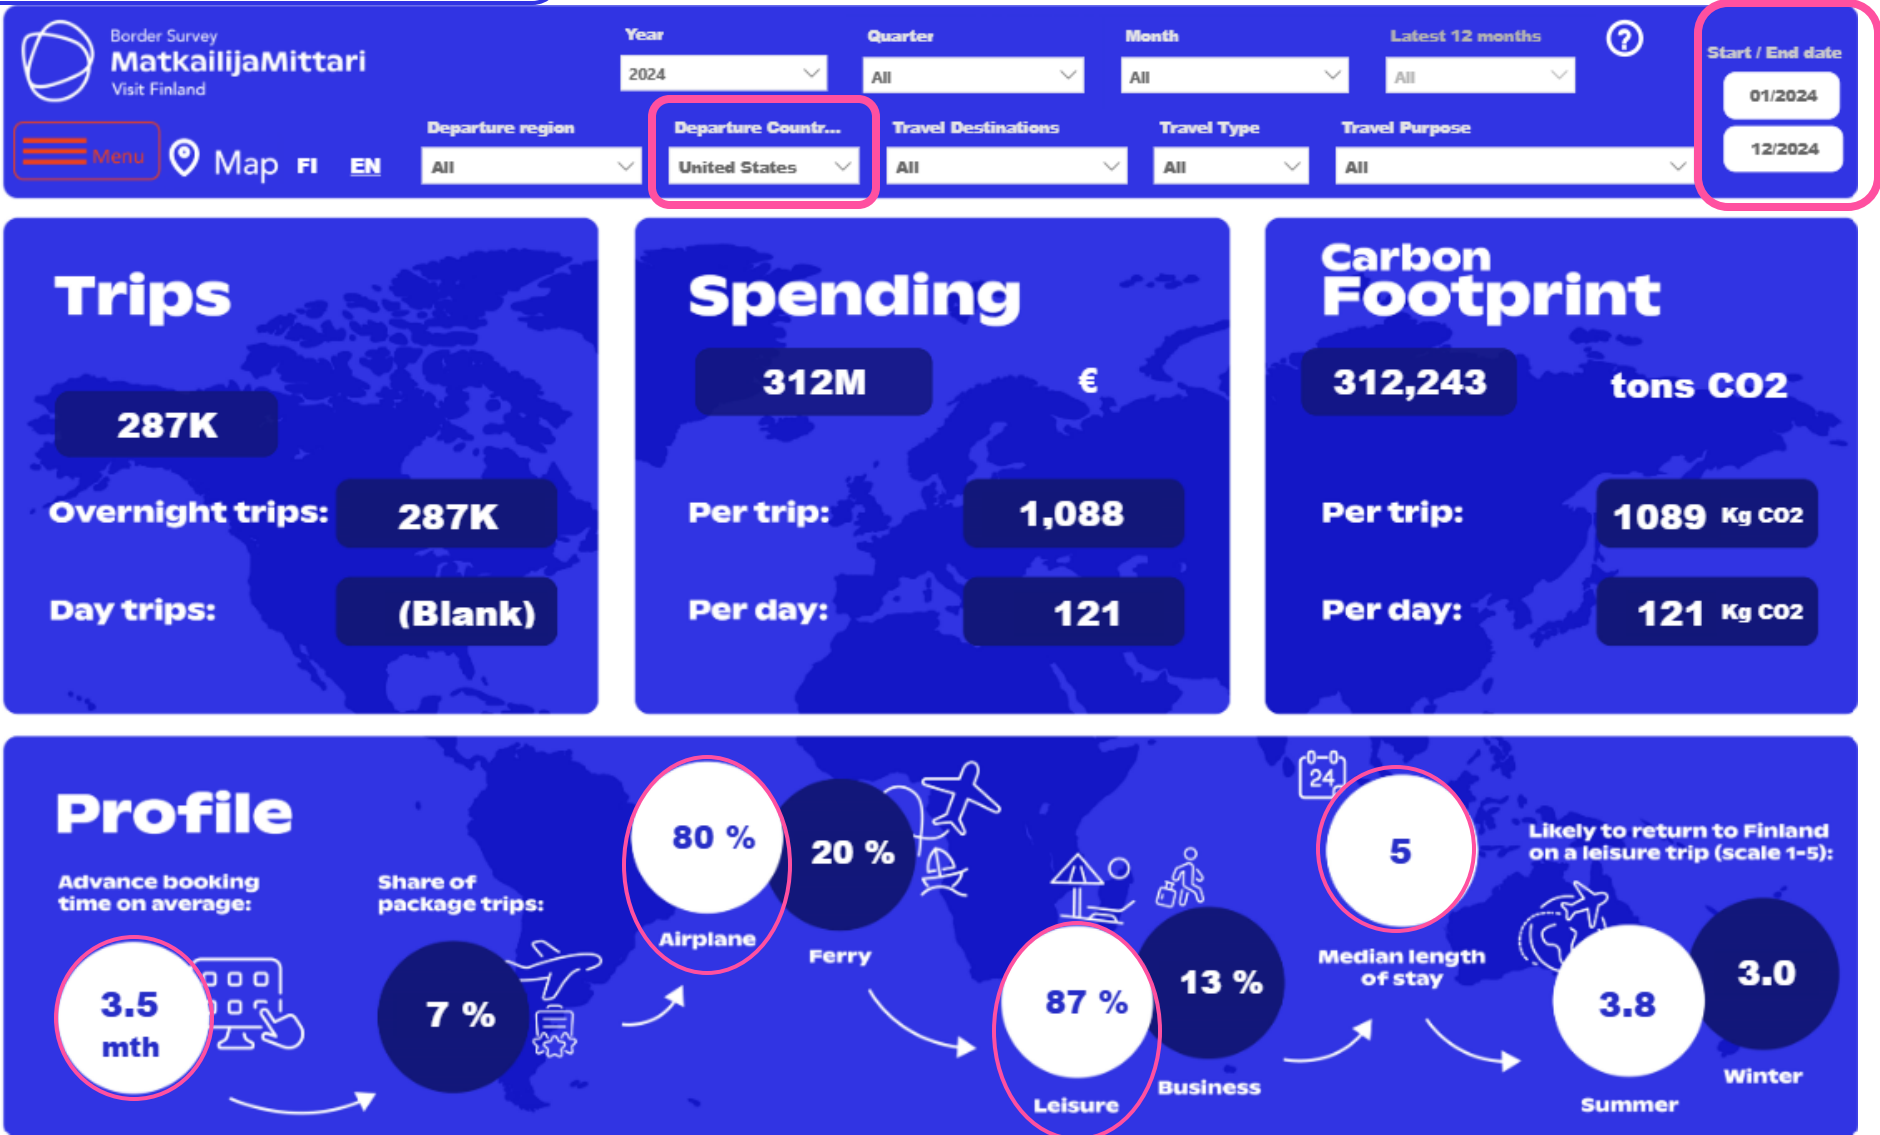 Border Survey
MatkailijaMittari
Visit Finland
Year
2024
Quarter
All
Month
All
Latest 12 months
All
?
Start / End date
01/2024
12/2024
Menu
Map FI EN
Departure region
All
Departure Countr...
United States
Travel Destinations
All
Travel Type
All
Travel Purpose
All
Trips
287K
Overnight trips: 287K
Day trips: (Blank)
Spending
312M €
Per trip: 1,088
Per day: 121
Carbon
Footprint
312,243 tons CO2
Per trip: 1089 Kg CO2
Per day: 121 Kg CO2
Profile
Advance booking
time on average:
3.5
mth
Share of
package trips:
7 %
80 %
Airplane
20 %
Ferry
87 %
Leisure
13 %
Business
24
5
Median length
of stay
Likely to return to Finland
on a leisure trip (scale 1-5):
3.8
Summer
3.0
Winter